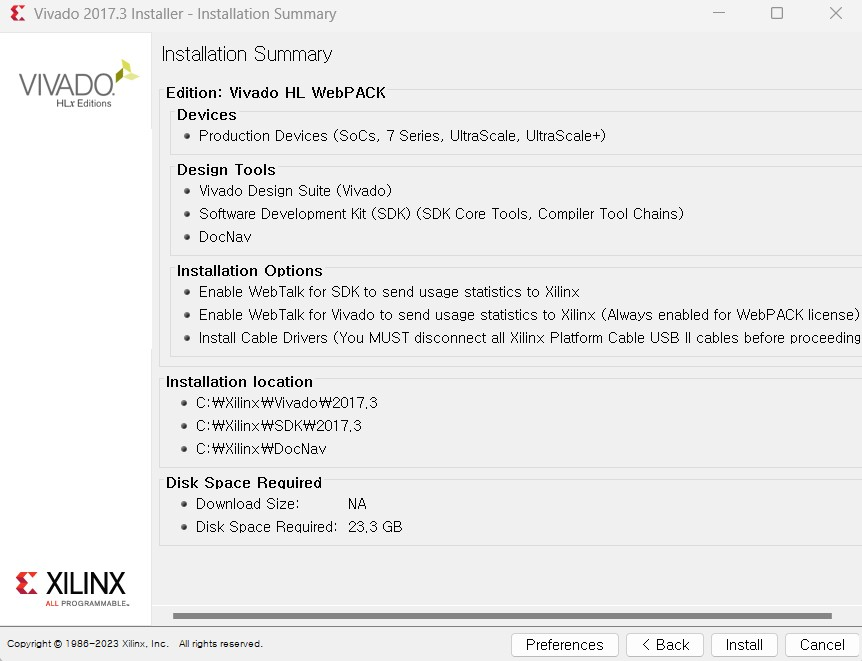 Vivado 2017.3 Installer - Installation Summary
VIVADO
HLx Editions
Installation Summary
Edition: Vivado HL WebPACK
Devices
Production Devices (SoCs, 7 Series, UltraScale, UltraScale+)
Design Tools
Vivado Design Suite (Vivado)
Software Development Kit (SDK) (SDK Core Tools, Compiler Tool Chains)
DocNav
Installation Options
Enable WebTalk for SDK to send usage statistics to Xilinx
Enable WebTalk for Vivado to send usage statistics to Xilinx (Always enabled for WebPACK license)
Install Cable Drivers (You MUST disconnect all Xilinx Platform Cable USB II cables before proceeding
Installation location
C:₩Xilinx₩Vivado₩2017.3
C:₩Xilinx₩SDK₩2017.3
C:₩Xilinx₩DocNav
Disk Space Required
Download Size: NA
Disk Space Required: 23.3 GB
XILINX
ALL PROGRAMMABLE™
Copyright © 1986-2023 Xilinx, Inc. All rights reserved.
Preferences < Back Install Cancel